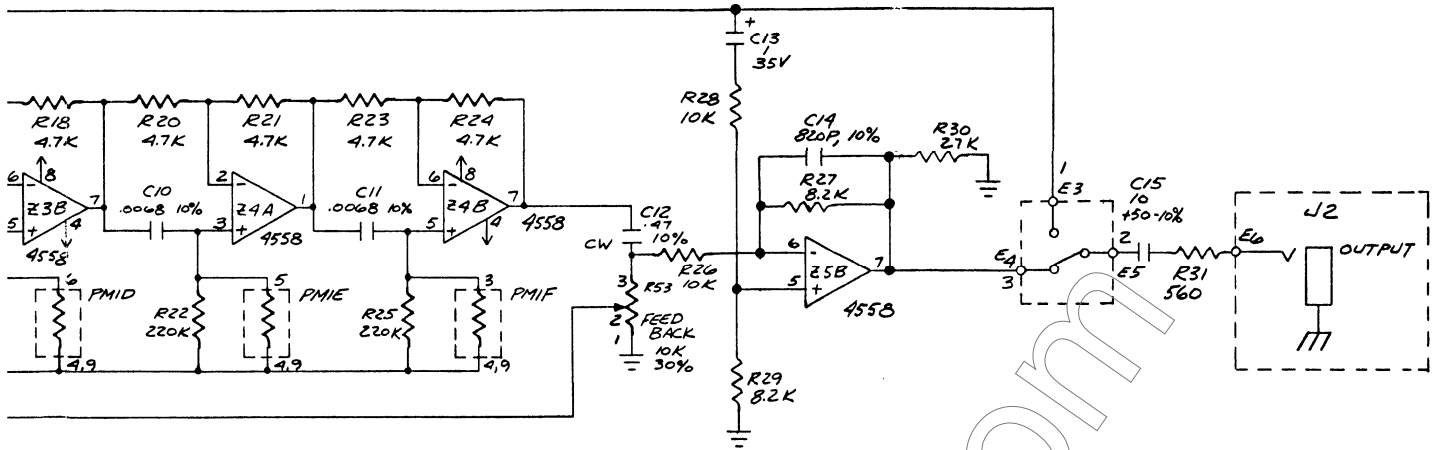 +
C13
1
35V
R18
4.7K
R20
4.7K
R21
4.7K
R23
4.7K
R24
4.7K
R28
10K
C14
820P, 10%
R30
27K
R27
8.2K
6
-
8
Z3B
7
5
+
4
4558
C10
.0068 10%
2
-
Z4A
1
3
+
4558
C11
.0068 10%
6
-
8
Z4B
7
5
+
4
4558
C12
.47
10%
CW
R26
10K
6
-
Z5B
7
5
+
4558
1
E3
E4
3
2
E5
C15
10
+50-10%
R31
560
E6
J2
OUTPUT
6
PM1D
4,9
R22
220K
5
PM1E
4,9
R25
220K
3
PM1F
4,9
3
R53
2
1
FEED
BACK
10K
30%
R29
8.2K
om